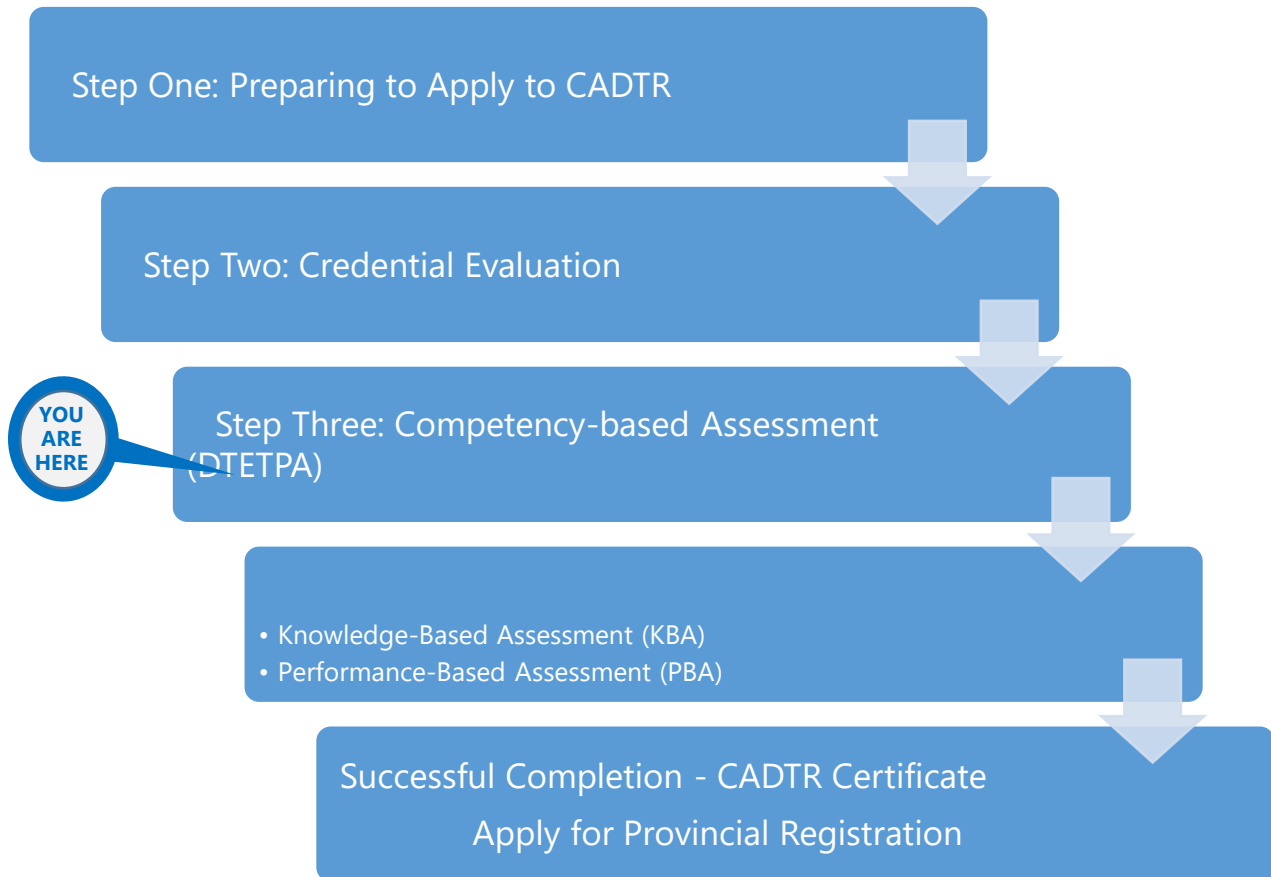 Step One: Preparing to Apply to CADTR
Step Two: Credential Evaluation
YOU
ARE
HERE
Step Three: Competency-based Assessment
(DTETPA)
• Knowledge-Based Assessment (KBA)
• Performance-Based Assessment (PBA)
Successful Completion - CADTR Certificate
Apply for Provincial Registration